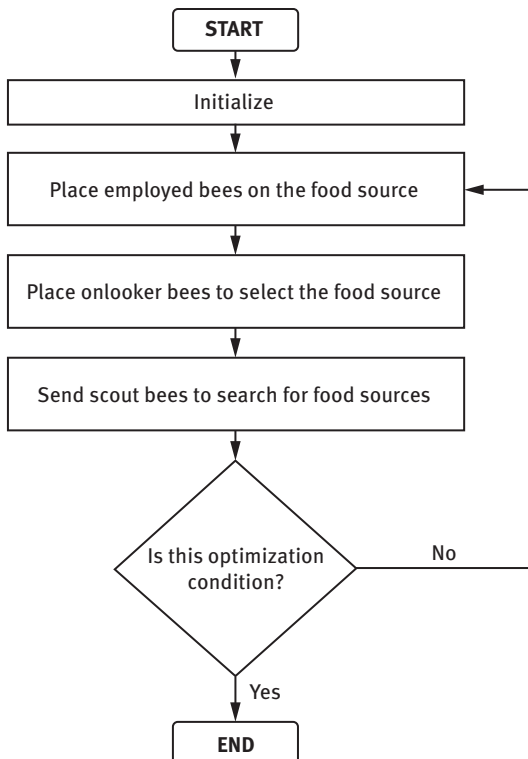 START
Initialize
Place employed bees on the food source
Place onlooker bees to select the food source
Send scout bees to search for food sources
Is this optimization
condition?
No
Yes
END